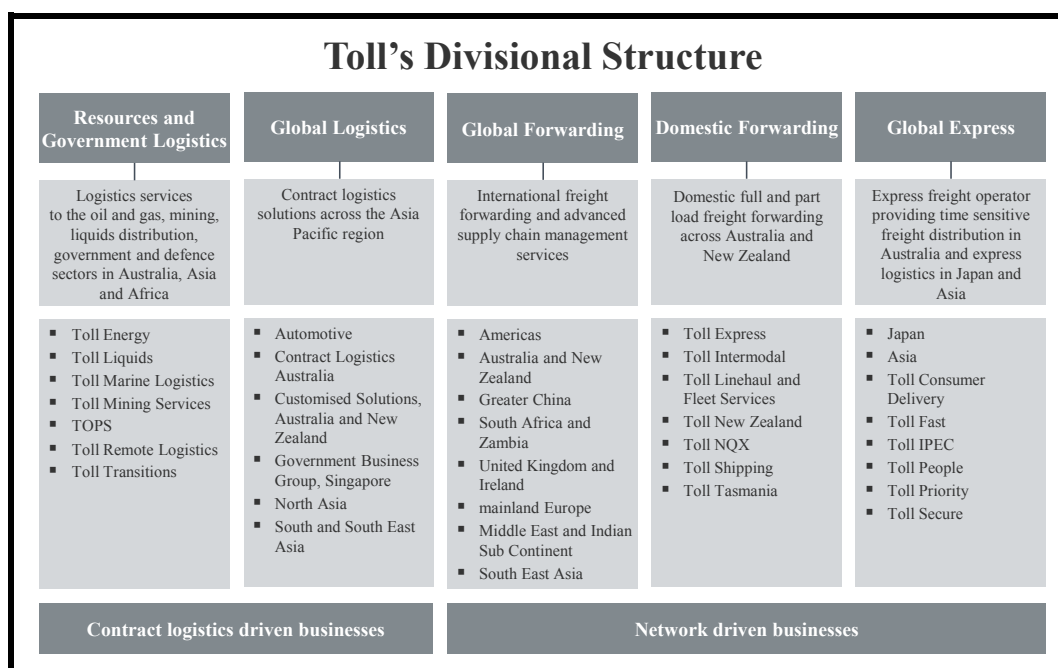 Toll's Divisional Structure
Resources and
Government Logistics
Logistics services
to the oil and gas, mining,
liquids distribution,
government and defence
sectors in Australia, Asia
and Africa
▪ Toll Energy
▪ Toll Liquids
▪ Toll Marine Logistics
▪ Toll Mining Services
▪ TOPS
▪ Toll Remote Logistics
▪ Toll Transitions
Global Logistics
Contract logistics
solutions across the Asia
Pacific region
▪ Automotive
▪ Contract Logistics
Australia
▪ Customised Solutions,
Australia and New
Zealand
▪ Government Business
Group, Singapore
▪ North Asia
▪ South and South East
Asia
Global Forwarding
International freight
forwarding and advanced
supply chain management
services
▪ Americas
▪ Australia and New
Zealand
▪ Greater China
▪ South Africa and
Zambia
▪ United Kingdom and
Ireland
▪ mainland Europe
▪ Middle East and Indian
Sub Continent
▪ South East Asia
Domestic Forwarding
Domestic full and part
load freight forwarding
across Australia and
New Zealand
▪ Toll Express
▪ Toll Intermodal
▪ Toll Linehaul and
Fleet Services
▪ Toll New Zealand
▪ Toll NQX
▪ Toll Shipping
▪ Toll Tasmania
Global Express
Express freight operator
providing time sensitive
freight distribution in
Australia and express
logistics in Japan and
Asia
▪ Japan
▪ Asia
▪ Toll Consumer
Delivery
▪ Toll Fast
▪ Toll IPEC
▪ Toll People
▪ Toll Priority
▪ Toll Secure
Contract logistics driven businesses
Network driven businesses